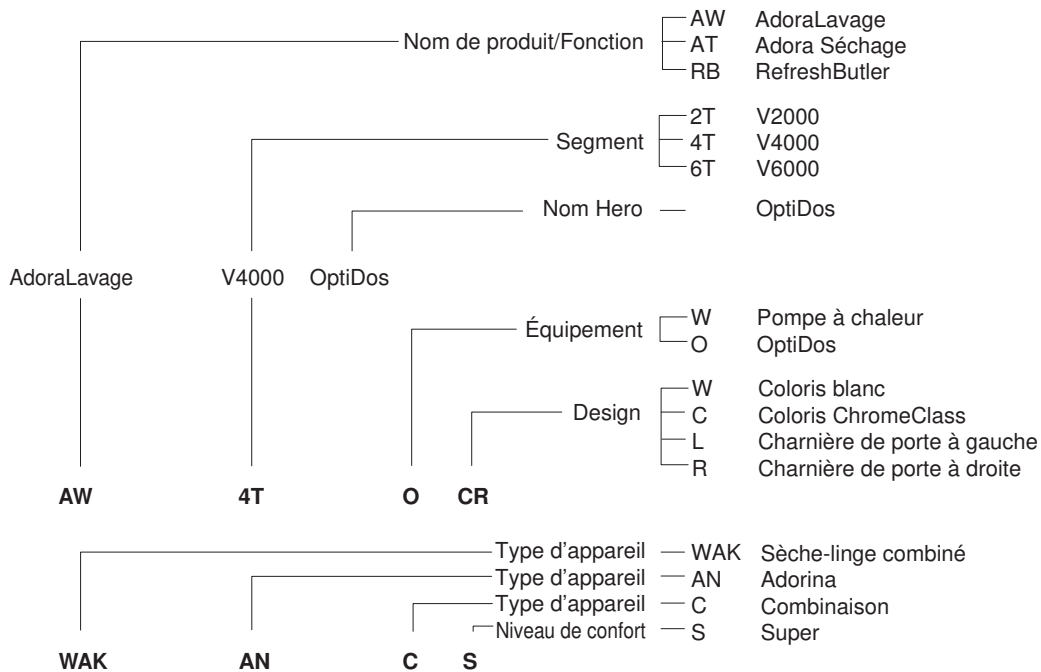 AW AdoraLavage
Nom de produit/Fonction AT Adora Séchage
RB RefreshButler
2T V2000
Segment 4T V4000
6T V6000
Nom Hero OptiDos
AdoraLavage V4000 OptiDos
W Pompe à chaleur
Équipement
O OptiDos
W Coloris blanc
Design C Coloris ChromeClass
L Charnière de porte à gauche
R Charnière de porte à droite
AW 4T O CR
Type d'appareil WAK Sèche-linge combiné
Type d'appareil AN Adorina
Type d'appareil C Combinaison
Niveau de confort S Super
WAK AN C S